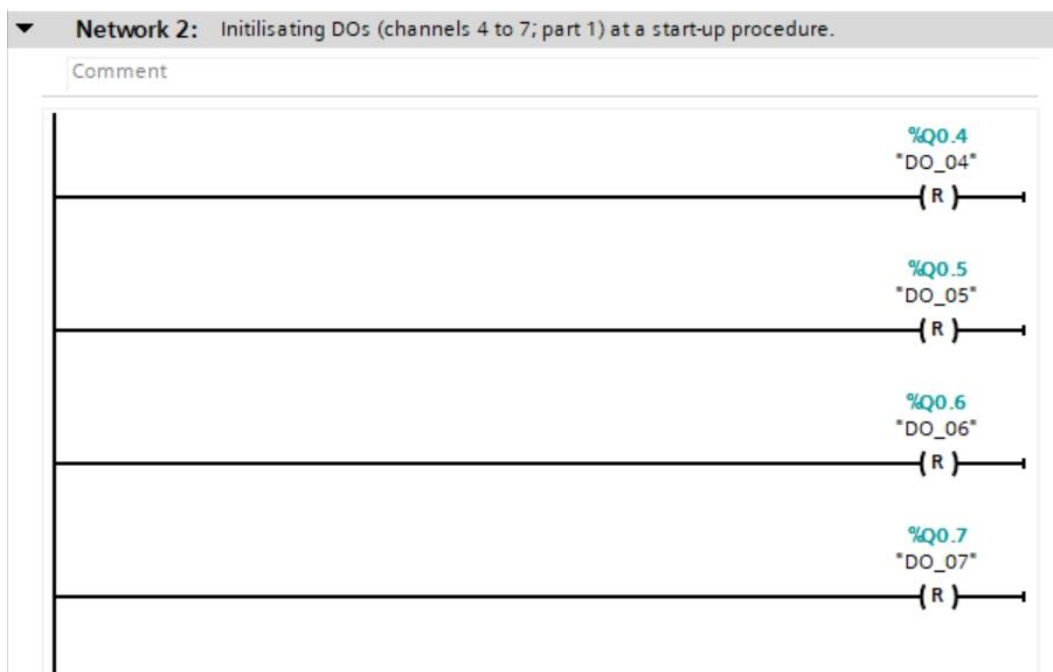 Network 2: Initilisating DOs (channels 4 to 7; part 1) at a start-up procedure.
Comment
%Q0.4
"DO_04"
R
%Q0.5
"DO_05"
R
%Q0.6
"DO_06"
R
%Q0.7
"DO_07"
R